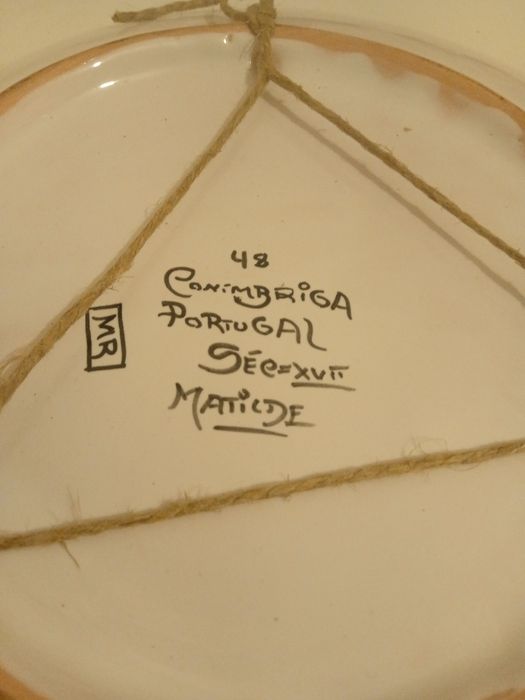 48
CONIMBRIGA
PORTUGAL
SÉC=XVII
MATILDE
MR